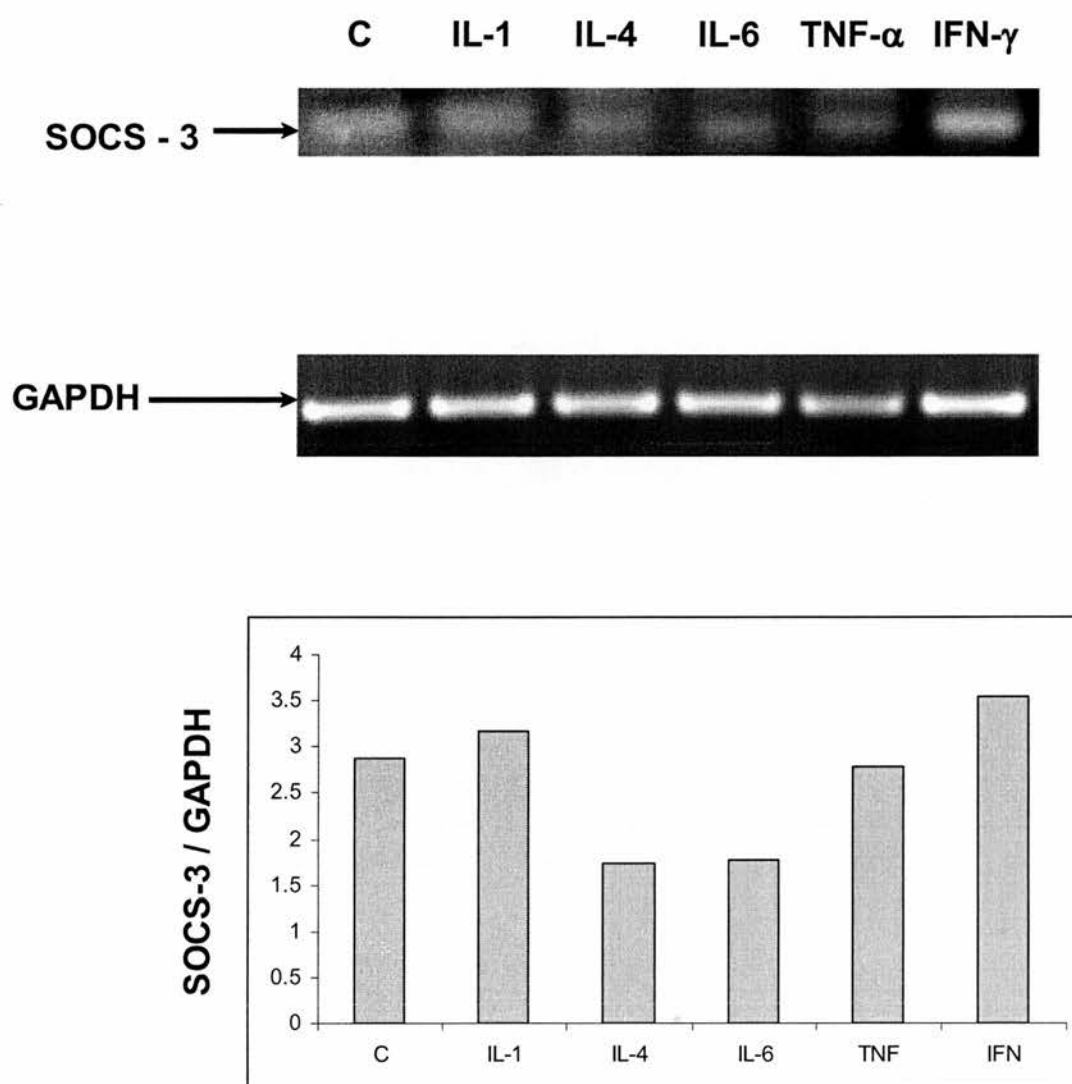 C IL-1 IL-4 IL-6 TNF-α IFN-γ
SOCS - 3
GAPDH
SOCS-3 / GAPDH
4
3.5
3
2.5
2
1.5
1
0.5
0
C IL-1 IL-4 IL-6 TNF IFN